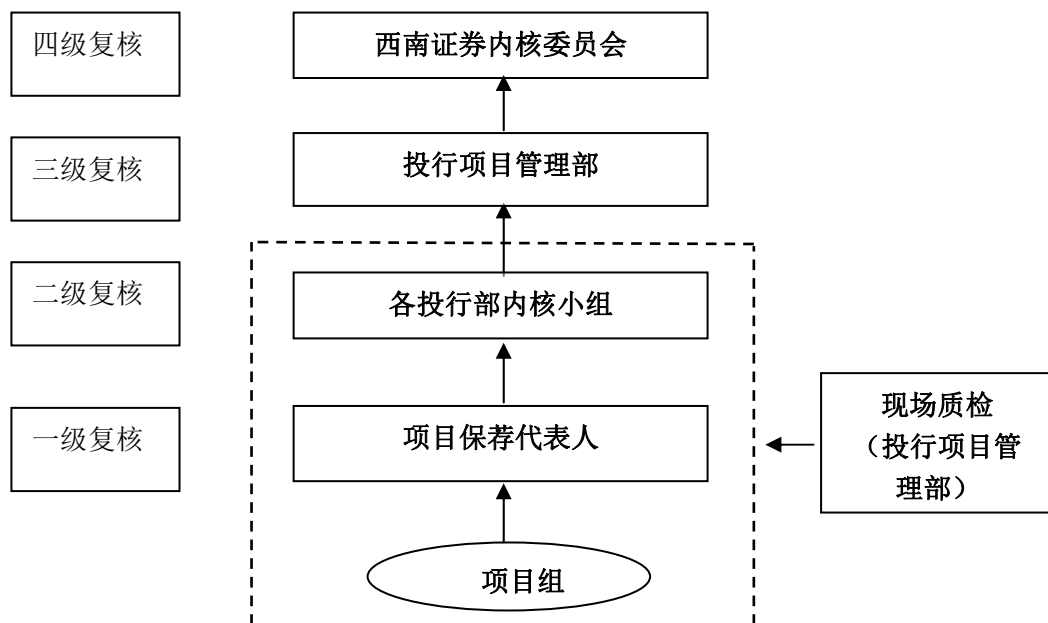 四级复核
西南证券内核委员会
三级复核
投行项目管理部
二级复核
各投行部内核小组
一级复核
项目保荐代表人
现场质检
（投行项目管
理部）
项目组